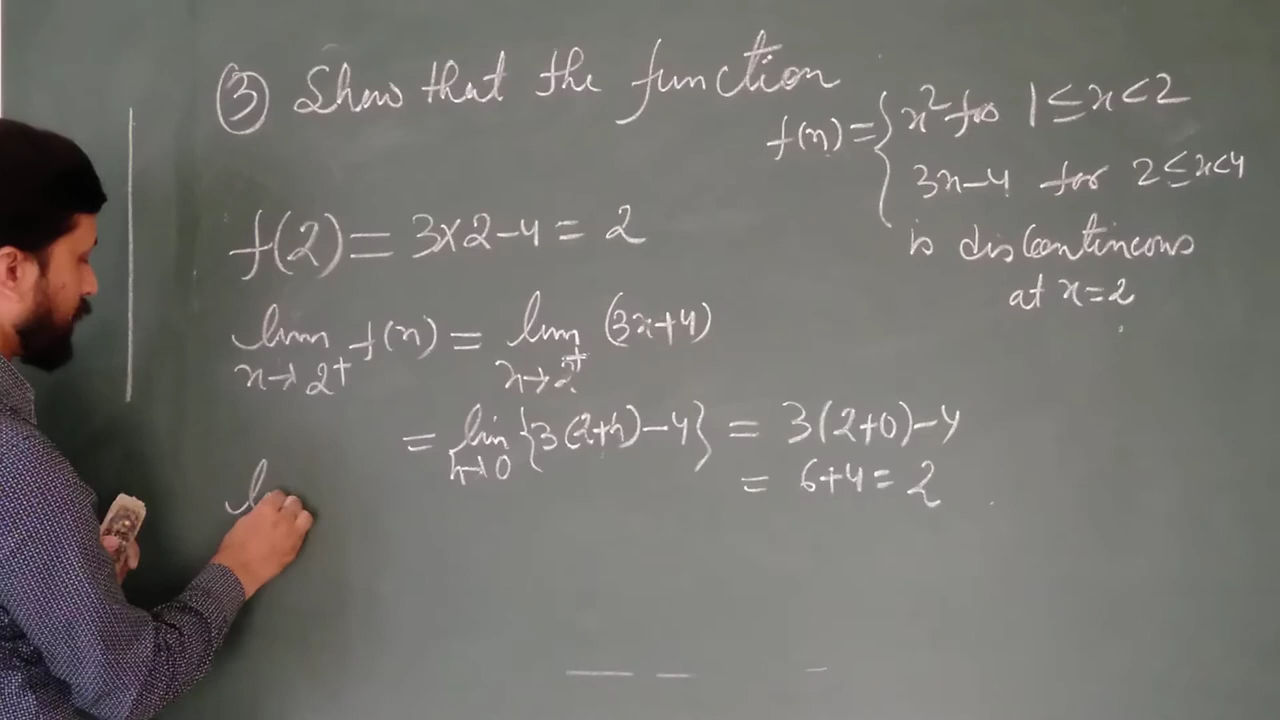 ③ Show that the function
f(x) = { x² for 1 ≤ x < 2
3x-4 for 2 ≤ x < 4
is discontincous
at x = 2
f(2) = 3×2-4 = 2
lim f(x) = lim (3x+4)
x→2+ x→2+
= lim {3(2+h)-4} = 3(2+0)-4
h→0
= 6+4 = 2